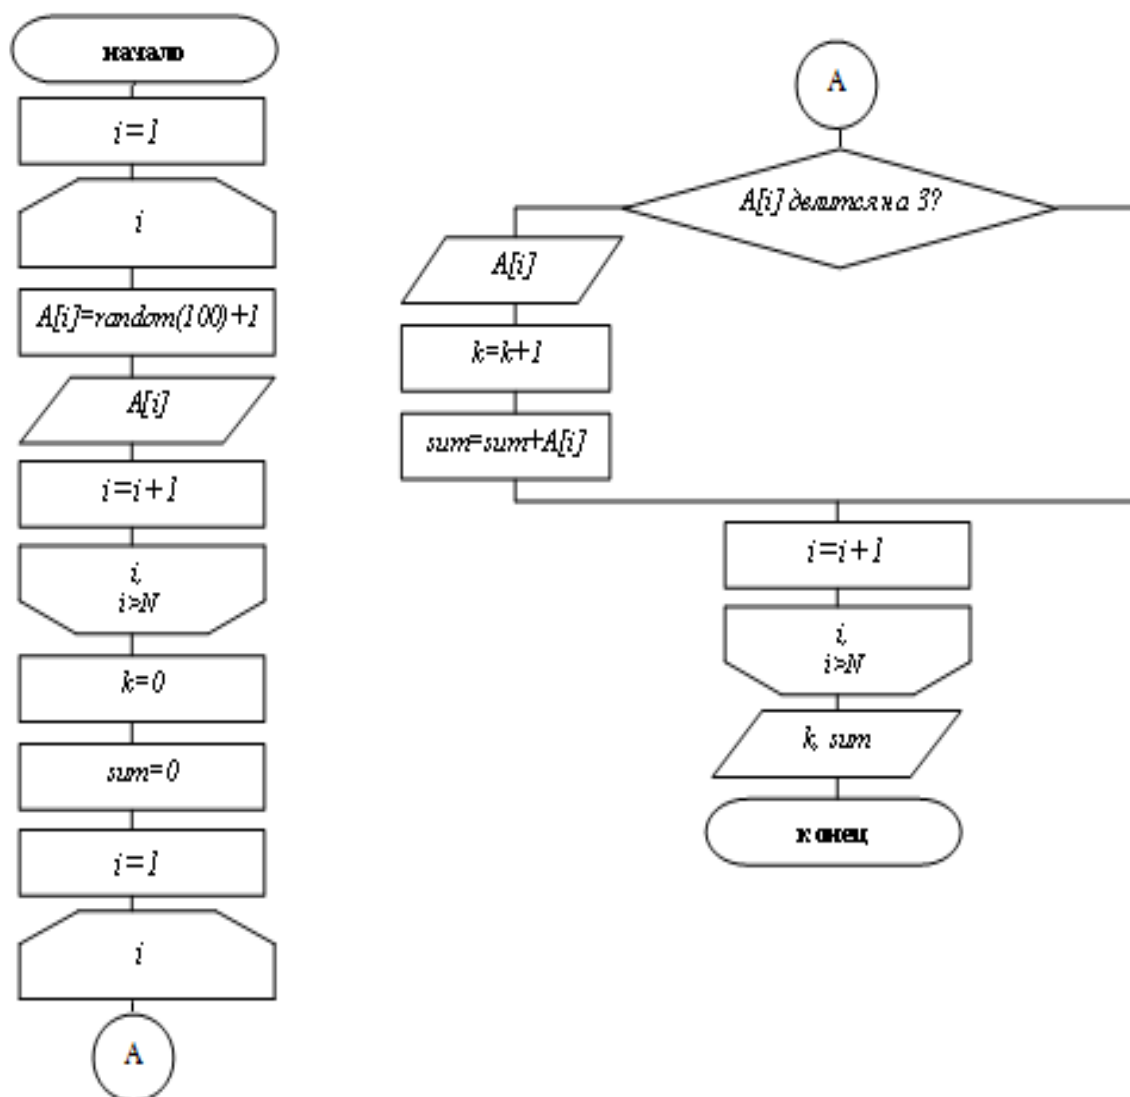 начало
i=1
i
A[i]=random(100)+1
A[i]
i=i+1
i,
i>N
k=0
sum=0
i=1
i
A
A
A[i] делится на 3?
A[i]
k=k+1
sum=sum+A[i]
i=i+1
i,
i>N
k, sum
конец